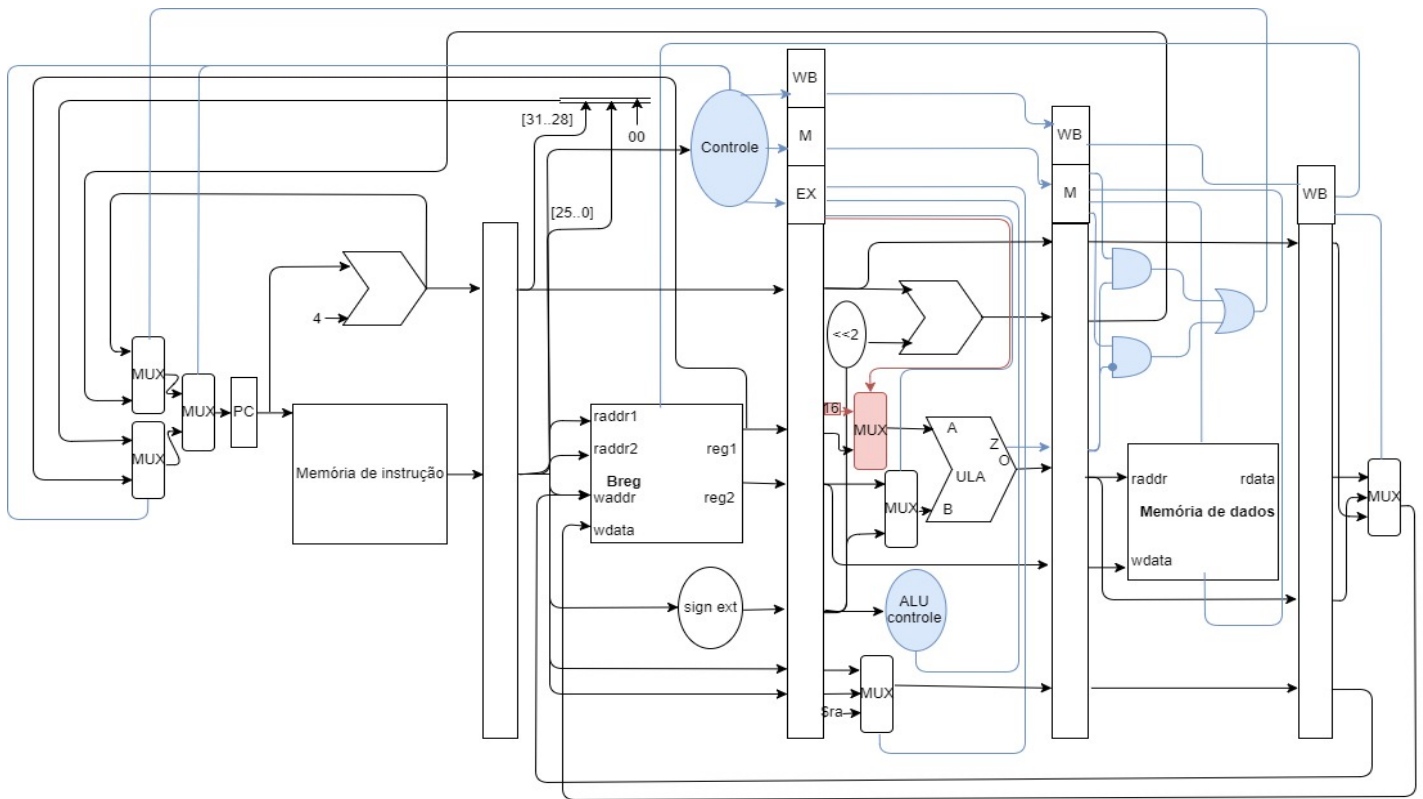 WB
M
EX
WB
M
WB
[31..28]
00
Controle
[25..0]
4
<<2
MUX
MUX
PC
MUX
Memória de instrução
raddr1
raddr2
Breg
waddr
wdata
reg1
reg2
16
MUX
MUX
A
B
Z
O
ULA
raddr
rdata
Memória de dados
wdata
MUX
sign ext
ALU
controle
MUX
$ra